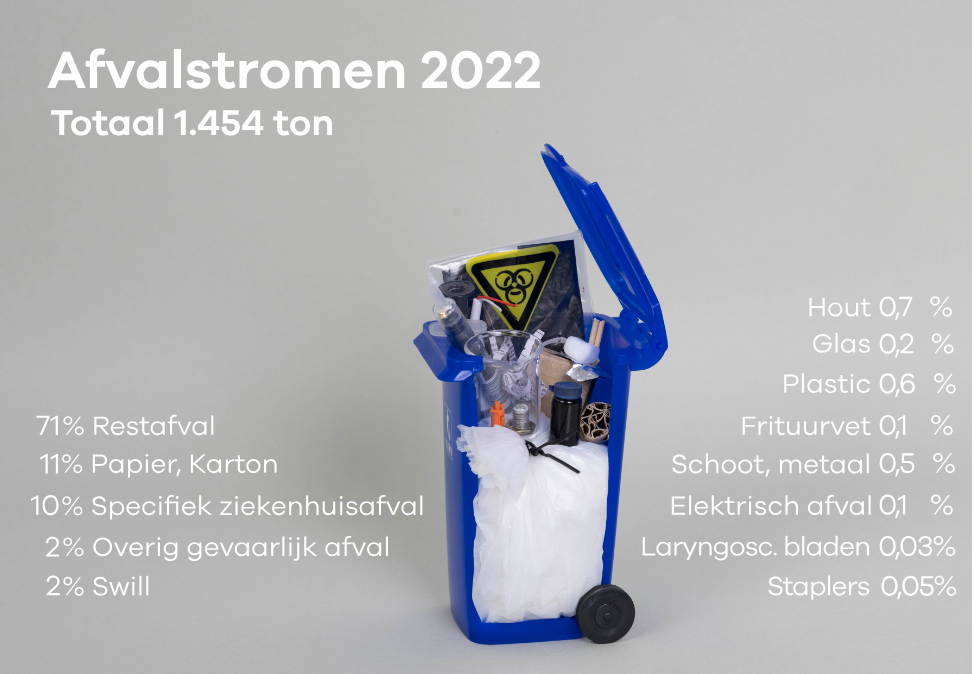 Afvalstromen 2022
Totaal 1.454 ton
71% Restafval
11% Papier, Karton
10% Specifiek ziekenhuisafval
2% Overig gevaarlijk afval
2% Swill
Hout 0,7 %
Glas 0,2 %
Plastic 0,6 %
Frituurvet 0,1 %
Schoot, metaal 0,5 %
Elektrisch afval 0,1 %
Laryngosc. bladen 0,03%
Staplers 0,05%